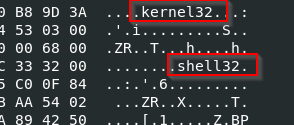 0 B8 9D 3A ....kernel32..::
4 53 03 00 .'.i.........S..
0 00 68 00 .ZR..T...h....h.
C 33 32 00 ........shell32.
5 C0 0F 84 ...:.'.6........
3 AA 54 02 ...ZR...X.....T.
A 89 42 50 ....[.1.....Z.BP